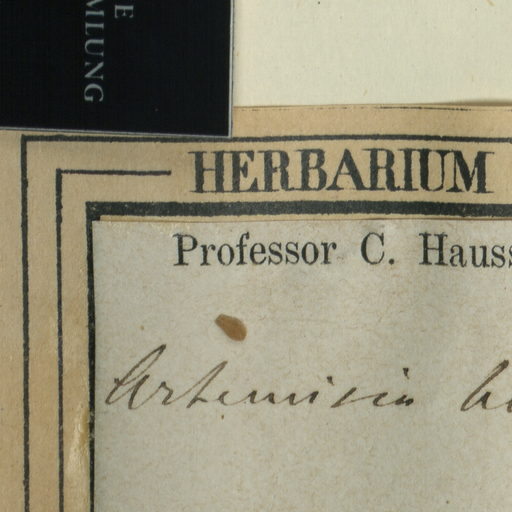 E
MLUNG
HERBARIUM
Professor C. Hauss
Artemisia